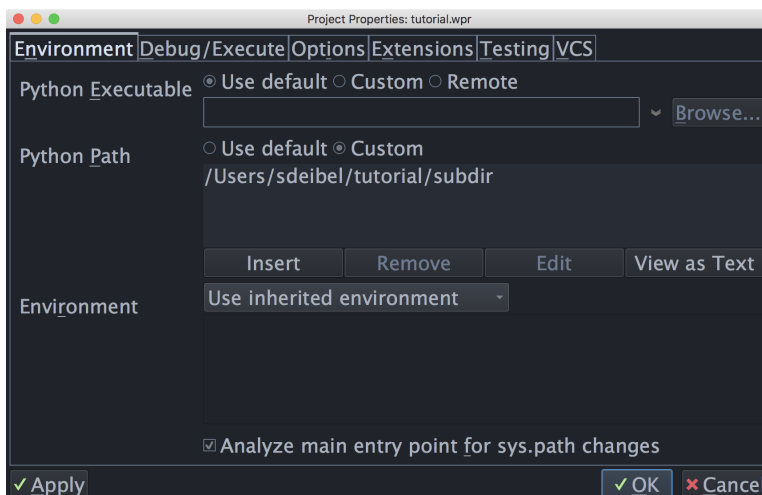 Project Properties: tutorial.wpr
Environment Debug/Execute Options Extensions Testing VCS
Python Executable Use default Custom Remote
Browse...
Python Path Use default Custom
/Users/sdeibel/tutorial/subdir
Insert Remove Edit View as Text
Environment Use inherited environment
Analyze main entry point for sys.path changes
Apply OK Cance